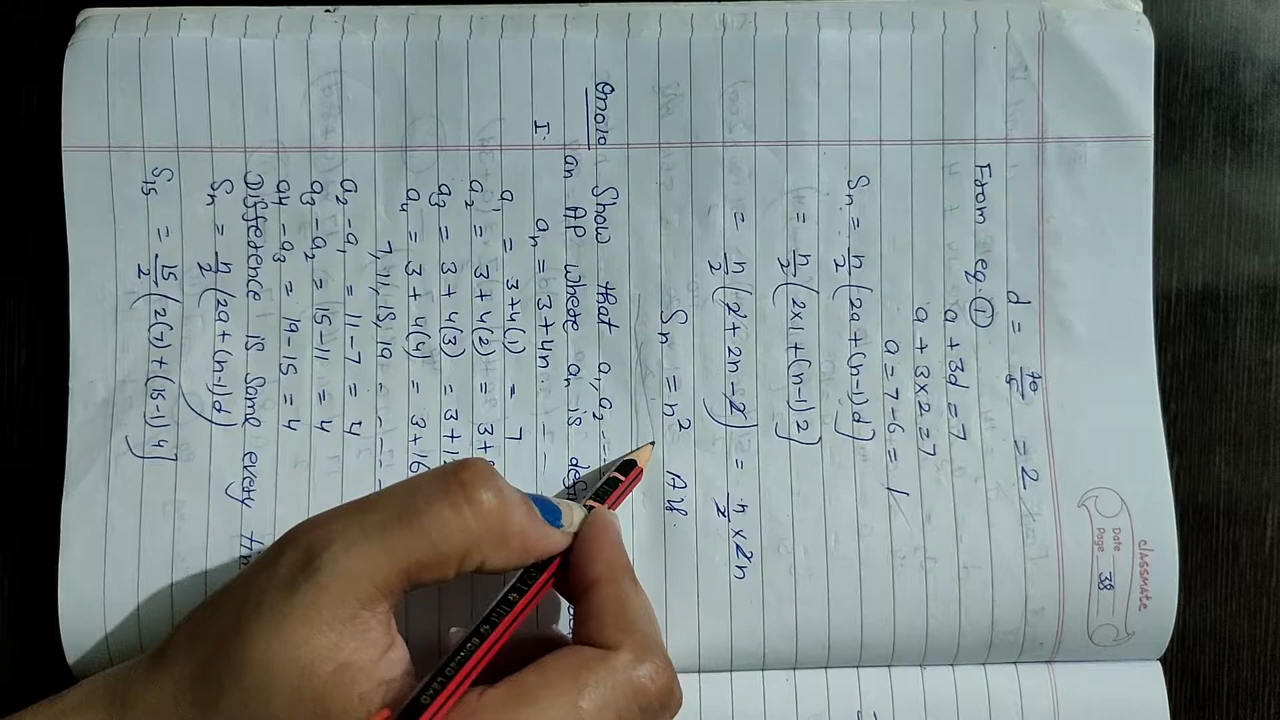 classmate
Date
Page 38
d = 10/5 = 2
From eq. ①
a + 3d = 7
a + 3×2 = 7
a = 7-6 = 1
Sn = n/2 (2a + (n-1)d)
= n/2 (2×1 + (n-1)2)
= n/2 (2 + 2n - 2) = n/2 × 2n
Sn = n² Ans.
Show that a₁, a₂ ---
an AP where an is
I. an = 3+4n.
a₁ = 3+4(1) = 7
a₂ = 3+4(2) = 3+
a₃ = 3+4(3) = 3+1
a₄ = 3+4(4) = 3+16
7, 11, 15, 19 - - - -
a₂-a₁ = 11-7 = 4
a₃-a₂ = 15-11 = 4
a₄-a₃ = 19-15 = 4
Difference is same every
Sn = n/2 (2a + (n-1)d)
S₁₅ = 15/2 (2(7) + (15-1)4)
BONDED LEAD